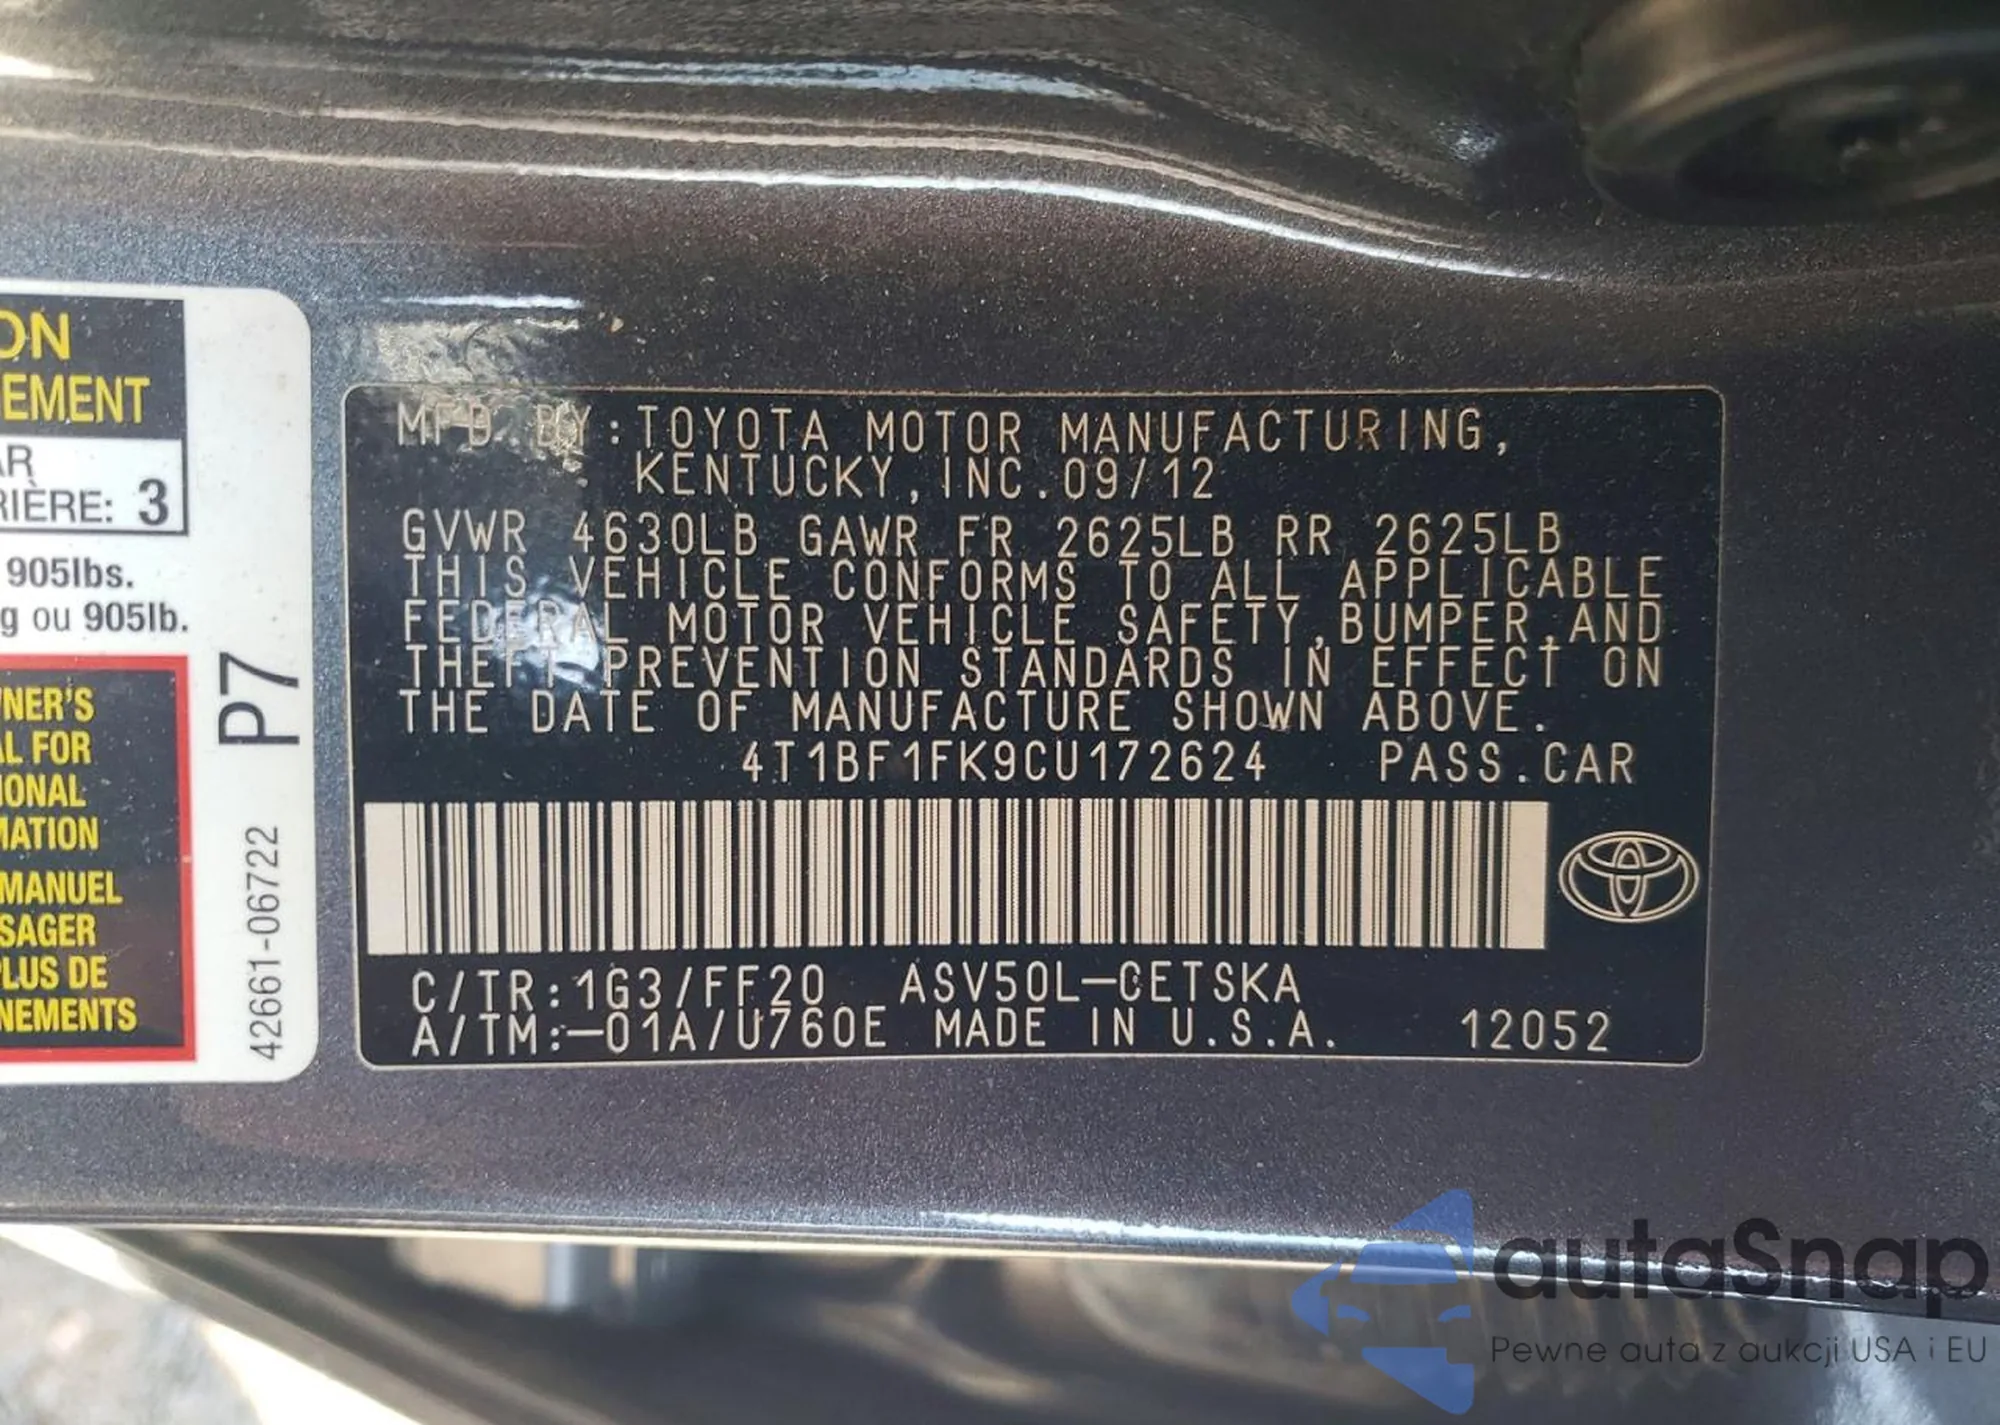 ON
EMENT
AR
RIÈRE: 3
905lbs.
g ou 905lb.
NER'S
AL FOR
IONAL
MATION
MANUEL
SAGER
PLUS DE
NEMENTS
P7
42661-06722
MFD. BY:TOYOTA MOTOR MANUFACTURING,
KENTUCKY,INC.09/12
GVWR 4630LB GAWR FR 2625LB RR 2625LB
THIS VEHICLE CONFORMS TO ALL APPLICABLE
FEDERAL MOTOR VEHICLE SAFETY,BUMPER,AND
THEFT PREVENTION STANDARDS IN EFFECT ON
THE DATE OF MANUFACTURE SHOWN ABOVE.
4T1BF1FK9CU172624 PASS.CAR
C/TR:1G3/FF20 ASV50L-CETSKA
A/TM:-01A/U760E MADE IN U.S.A. 12052
autaSnap
Pewne auta z aukcji USA i EU